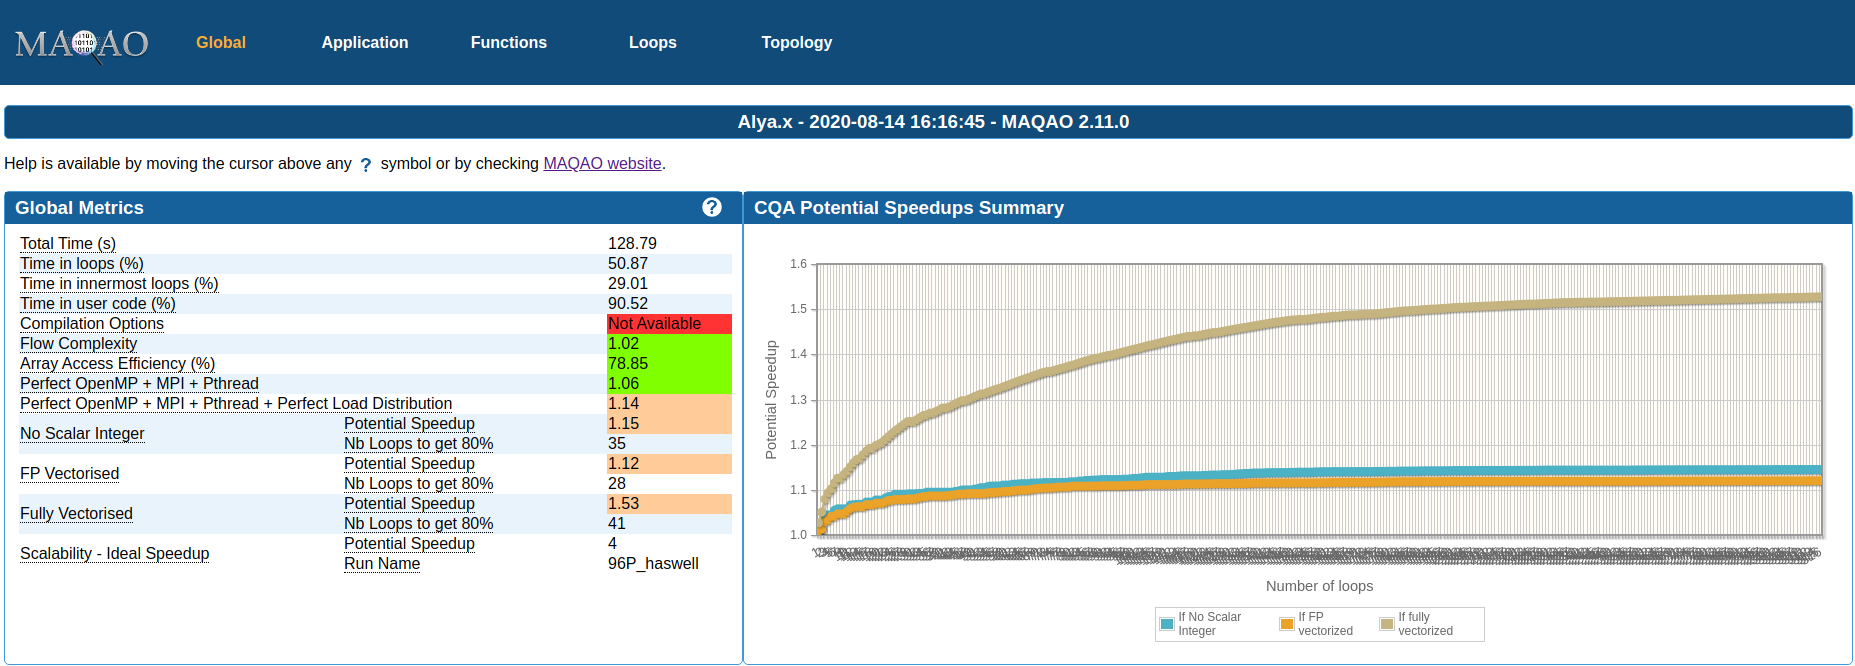 MAQAO
Global Application Functions Loops Topology
Alya.x - 2020-08-14 16:16:45 - MAQAO 2.11.0
Help is available by moving the cursor above any ? symbol or by checking MAQAO website.
Global Metrics ?
Total Time (s) 128.79
Time in loops (%) 50.87
Time in innermost loops (%) 29.01
Time in user code (%) 90.52
Compilation Options Not Available
Flow Complexity 1.02
Array Access Efficiency (%) 78.85
Perfect OpenMP + MPI + Pthread 1.06
Perfect OpenMP + MPI + Pthread + Perfect Load Distribution 1.14
No Scalar Integer
Potential Speedup 1.15
Nb Loops to get 80% 35
FP Vectorised
Potential Speedup 1.12
Nb Loops to get 80% 28
Fully Vectorised
Potential Speedup 1.53
Nb Loops to get 80% 41
Scalability - Ideal Speedup
Potential Speedup 4
Run Name 96P_haswell
CQA Potential Speedups Summary
Potential Speedup
1.6
1.5
1.4
1.3
1.2
1.1
1.0
Number of loops
If No Scalar
Integer
If FP
vectorized
If fully
vectorized